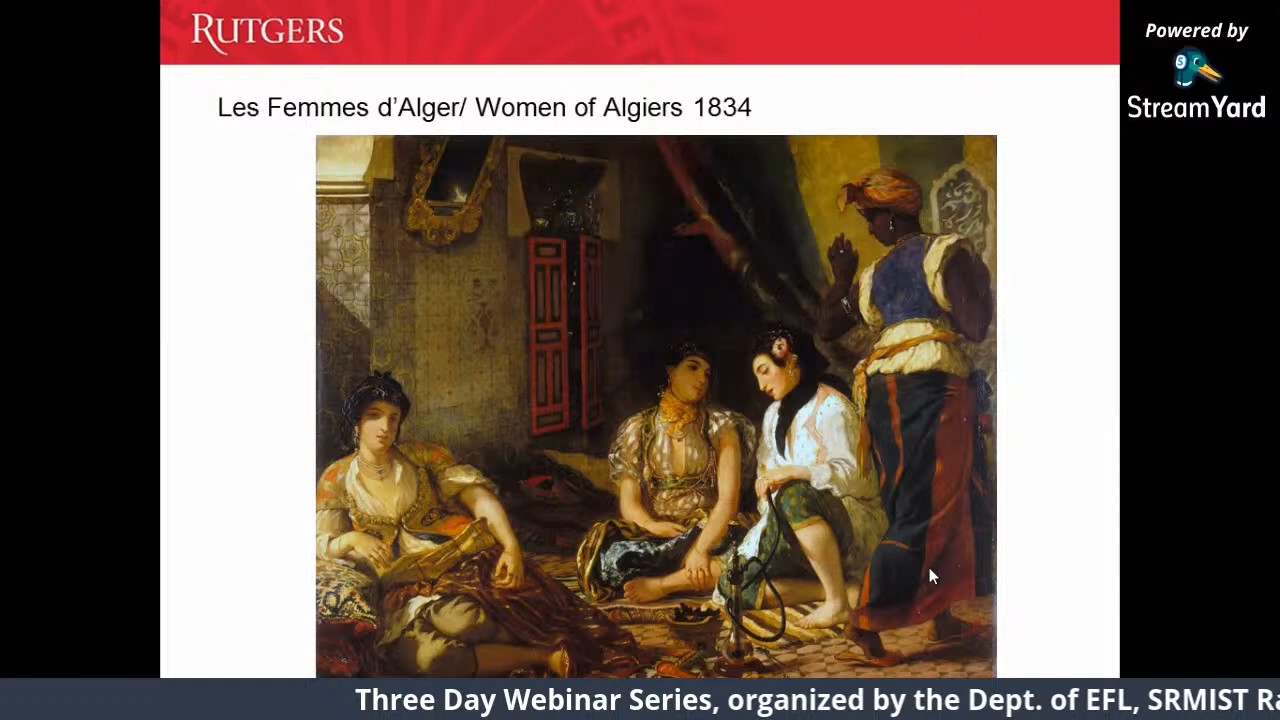 RUTGERS
Powered by
StreamYard
Les Femmes d’Alger/ Women of Algiers 1834
Three Day Webinar Series, organized by the Dept. of EFL, SRMIST